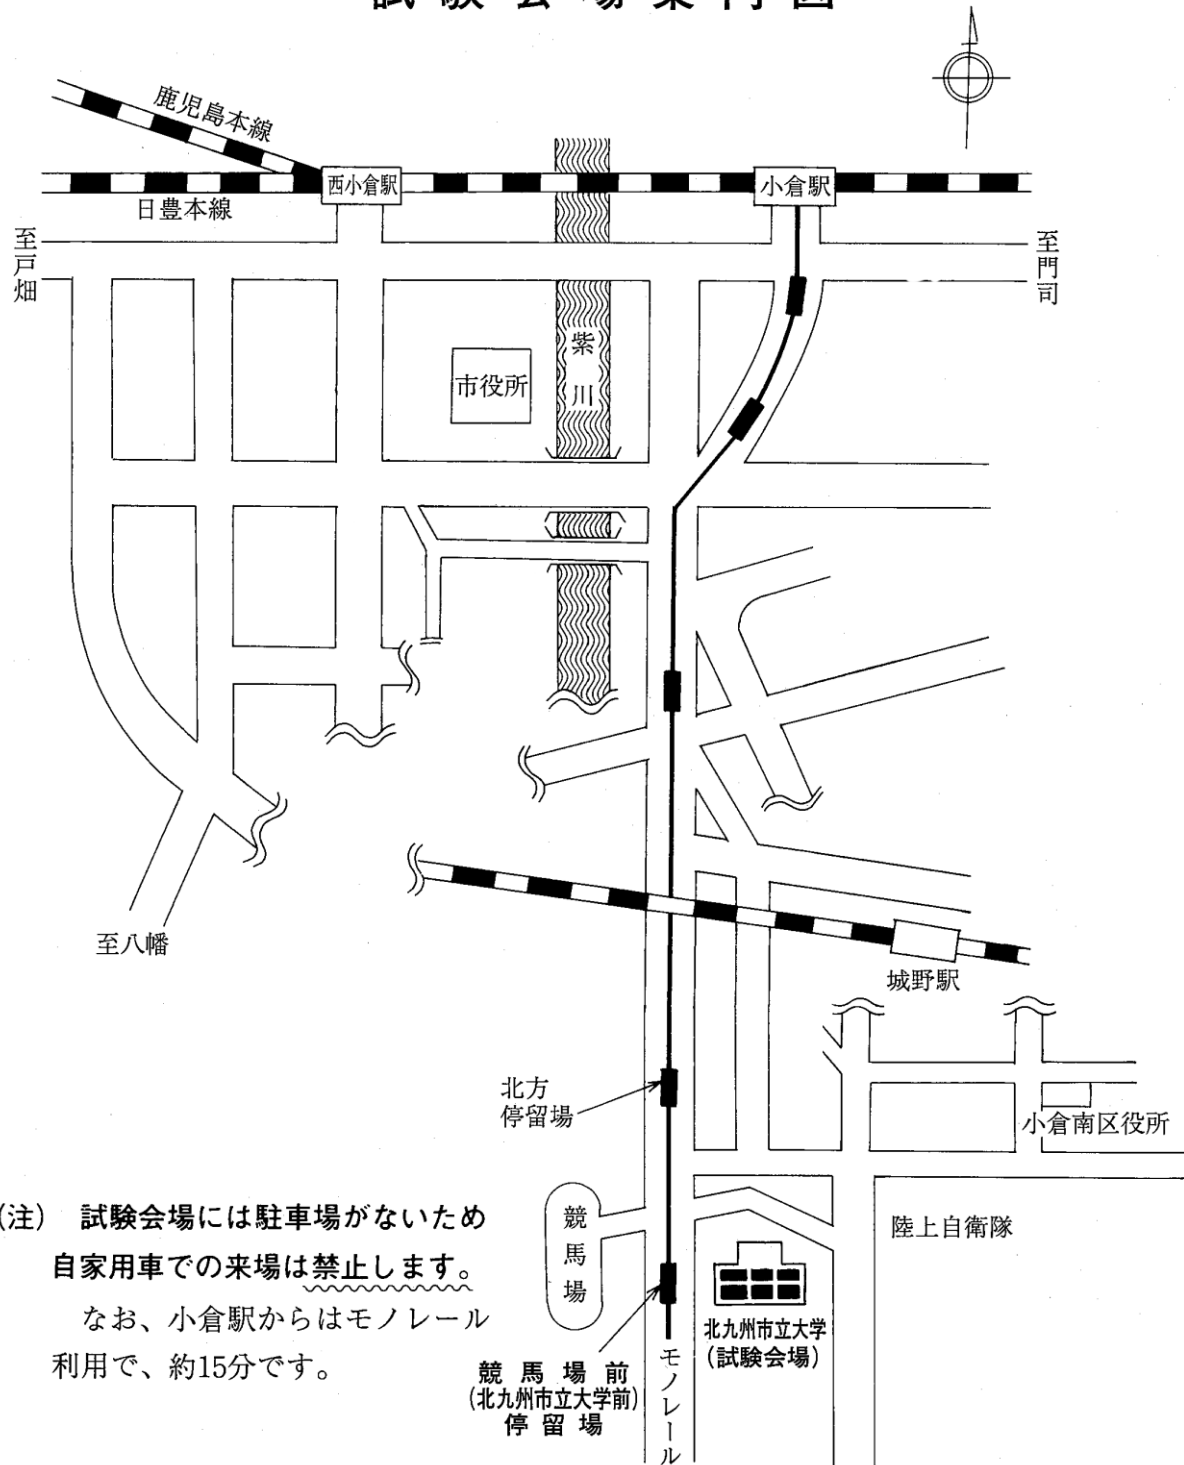 試験会場案内図
鹿児島本線
西小倉駅
小倉駅
日豊本線
至戸畑
至門司
紫川
市役所
至八幡
城野駅
北方
停留場
小倉南区役所
(注) 試験会場には駐車場がないため
自家用車での来場は禁止します。
なお、小倉駅からはモノレール
利用で、約15分です。
競馬場
陸上自衛隊
北九州市立大学
(試験会場)
競馬場前
(北九州市立大学前)
停留場
モノレール